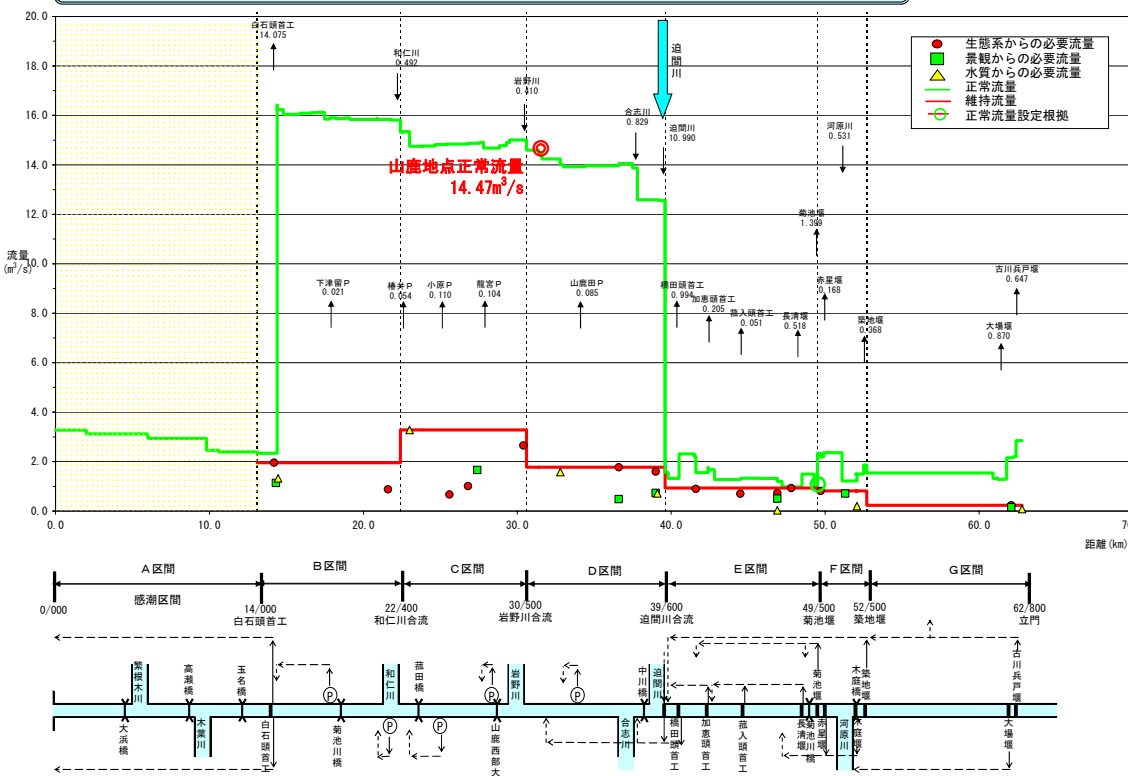 20.0
18.0
16.0
14.0
12.0
10.0
8.0
6.0
4.0
2.0
0.0
流量
(m³/s)
0.0
10.0
20.0
30.0
40.0
50.0
60.0
70
距離(km)
生態系からの必要流量
景観からの必要流量
水質からの必要流量
正常流量
維持流量
正常流量設定根拠
白石頭首工
14.075
和仁川
0.492
岩野川
0.410
合志川
0.829
迫間川
迫間川
10.990
河原川
0.531
菊池堰
1.399
山鹿地点正常流量
14.47m³/s
下津留P
0.021
椿井P
0.054
小原P
0.110
龍宮P
0.104
山鹿田P
0.085
橋田頭首工
0.994
加恵頭首工
0.205
菰入頭首工
0.051
長清堰
0.518
赤星堰
0.168
築地堰
0.368
古川兵戸堰
0.647
大場堰
0.870
A区間
B区間
C区間
D区間
E区間
F区間
G区間
感潮区間
0/000
14/000
白石頭首工
22/400
和仁川合流
30/500
岩野川合流
39/600
迫間川合流
49/500
菊池堰
52/500
築地堰
62/800
立門
繁根木川
高瀬橋
玉名橋
和仁川
菰田橋
岩野川
中川橋
迫間川
菊池堰
木庭橋
築地堰
古川兵戸堰
P
P
P
P
P
大浜橋
木葉川
白石頭首工
菊池川橋
山鹿西部大
合志川
橋田頭首工
加恵頭首工
菰入頭首工
長清堰
菊池川橋
赤星堰
河原川
木庭堰
大場堰